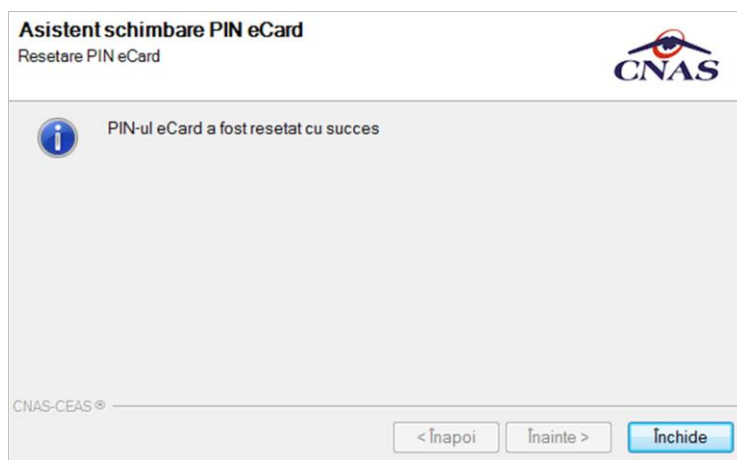 Asistent schimbare PIN eCard
Resetare PIN eCard
CNAS
PIN-ul eCard a fost resetat cu succes
CNAS-CEAS ®
< Înapoi
Înainte >
Închide